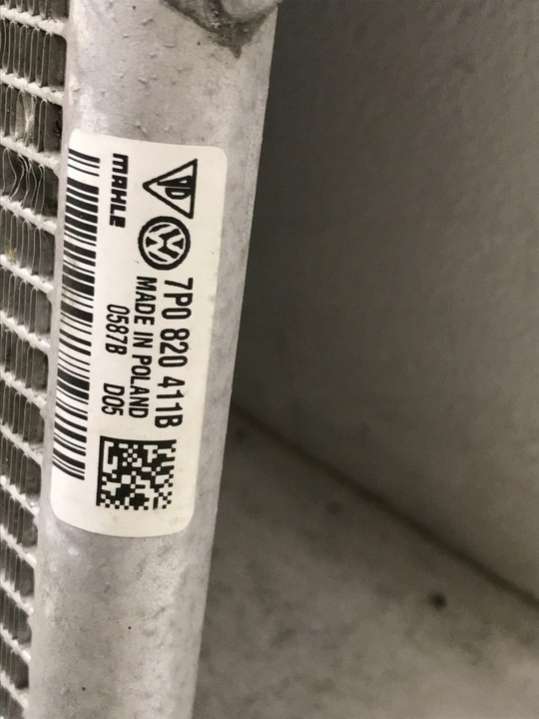 MAHLE
7P0 820 411B
MADE IN POLAND
0587B D05